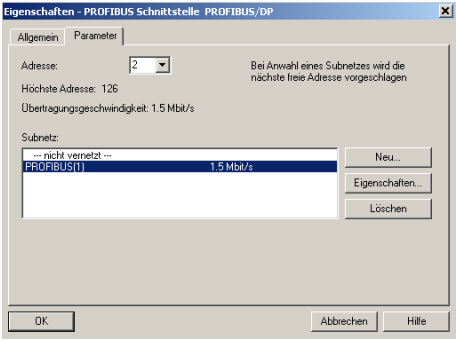 Eigenschaften - PROFIBUS Schnittstelle PROFIBUS/DP
Allgemein Parameter
Adresse: 2
Bei Anwahl eines Subnetzes wird die
nächste freie Adresse vorgeschlagen
Höchste Adresse: 126
Übertragungsgeschwindigkeit: 1.5 Mbit/s
Subnetz:
--- nicht vernetzt ---
PROFIBUS(1) 1.5 Mbit/s
Neu...
Eigenschaften...
Löschen
OK Abbrechen Hilfe